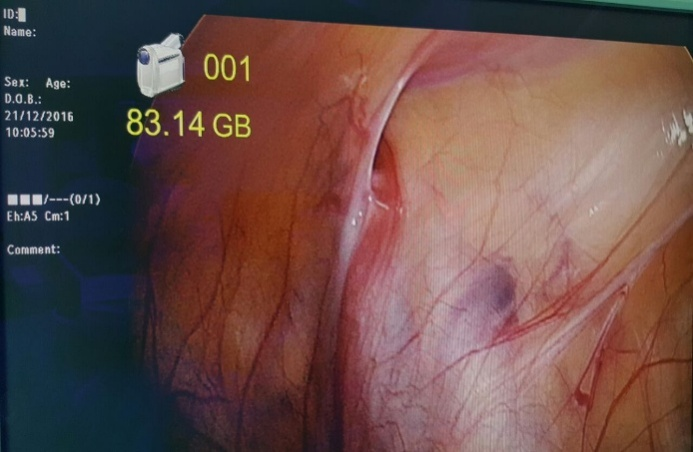 ID:
Name:
001
Sex: Age:
D.O.B.:
21/12/2016
83.14 GB
10:05:59
■■■/---(0/1)
Eh:A5 Cm:1
Comment: